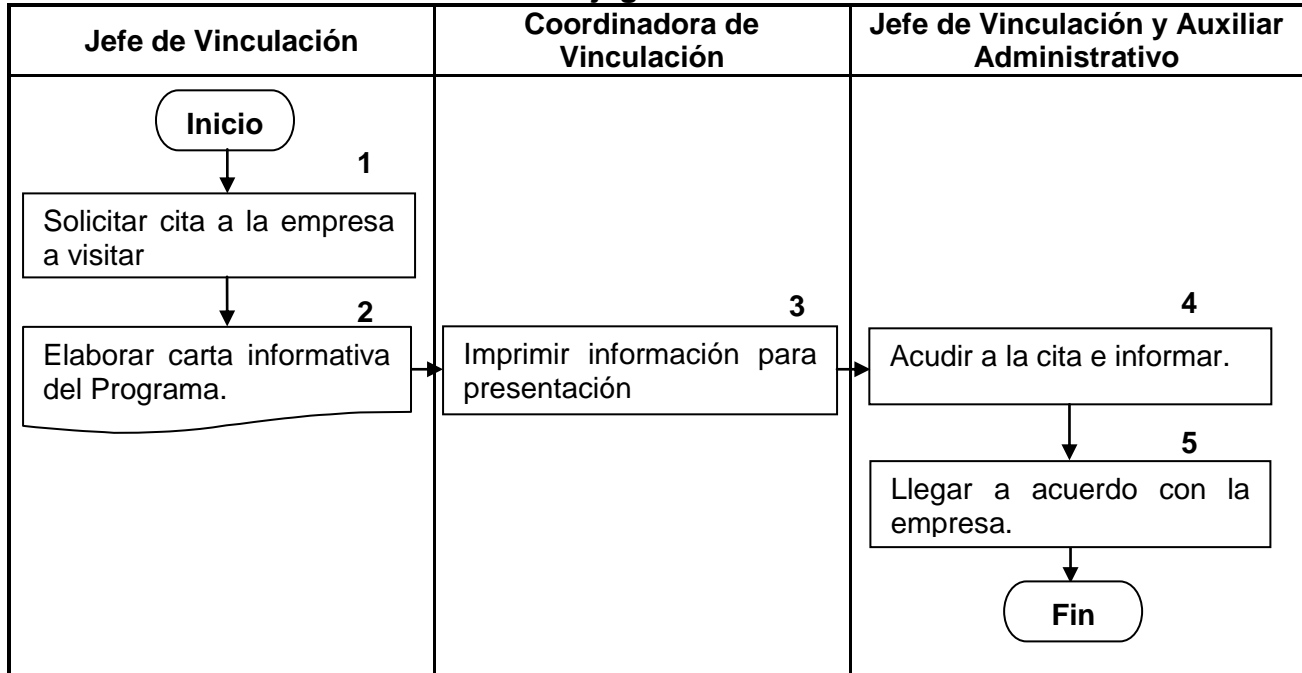 Jefe de Vinculación
Coordinadora de
Vinculación
Jefe de Vinculación y Auxiliar
Administrativo
Inicio
1
Solicitar cita a la empresa
a visitar
2
Elaborar carta informativa
del Programa.
3
Imprimir información para
presentación
4
Acudir a la cita e informar.
5
Llegar a acuerdo con la
empresa.
Fin